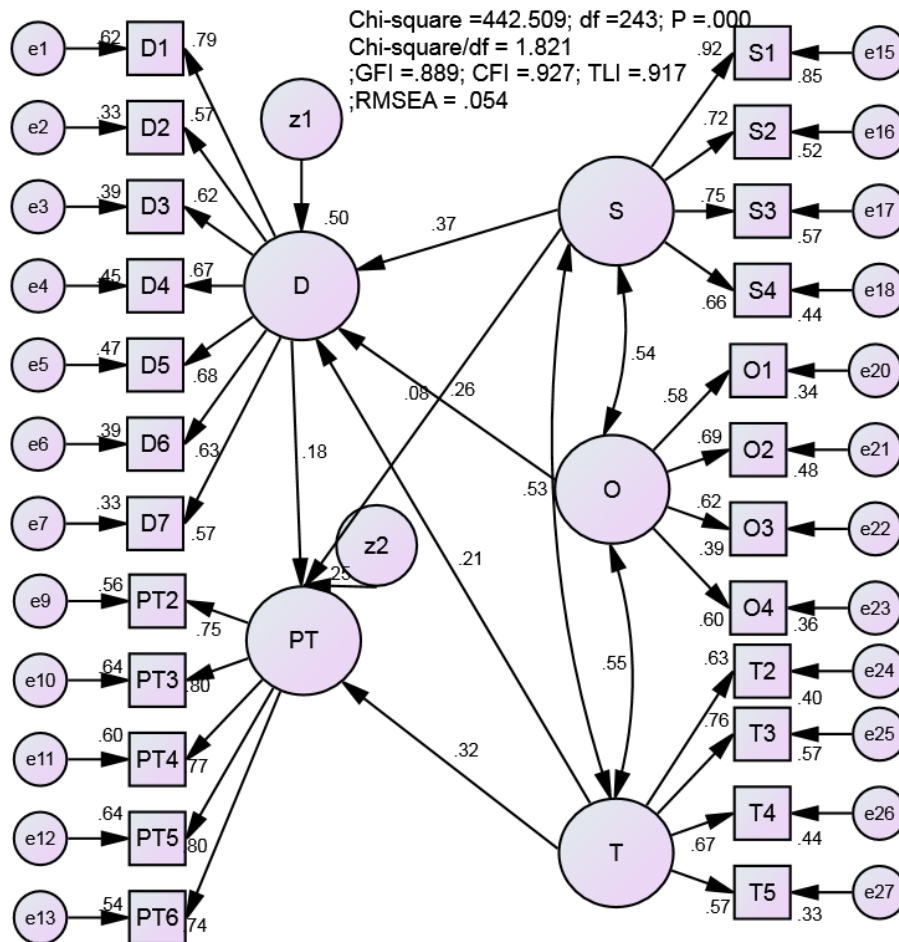 Chi-square =442.509; df =243; P =.000
Chi-square/df = 1.821
;GFI =.889; CFI =.927; TLI =.917
;RMSEA = .054
e1 .62 D1 .79
e2 .33 D2 .57
e3 .39 D3 .62
e4 .45 D4 .67
e5 .47 D5 .68
e6 .39 D6 .63
e7 .33 D7 .57
z1
.50
D
.37
.08
.26
.18
.21
z2
.25
PT
.32
e9 .56 PT2 .75
e10 .64 PT3 .80
e11 .60 PT4 .77
e12 .64 PT5 .80
e13 .54 PT6 .74
S
.54
O
.53
.55
T
.92 S1 .85 e15
.72 S2 .52 e16
.75 S3 .57 e17
.66 S4 .44 e18
.58 O1 .34 e20
.69 O2 .48 e21
.62 O3 .39 e22
.60 O4 .36 e23
.63 T2 .40 e24
.76 T3 .57 e25
.67 T4 .44 e26
.57 T5 .33 e27